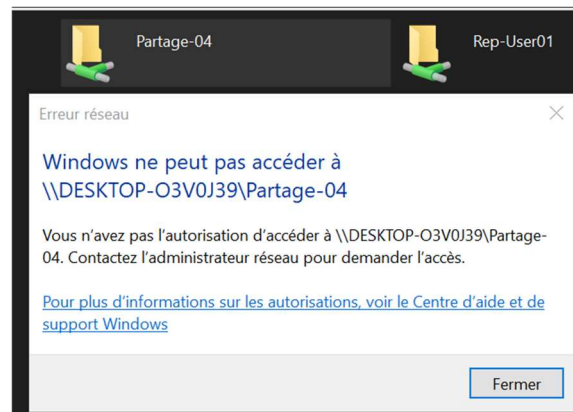 Partage-04
Rep-User01
Erreur réseau
Windows ne peut pas accéder à
\\DESKTOP-O3V0J39\Partage-04
Vous n'avez pas l'autorisation d'accéder à \\DESKTOP-O3V0J39\Partage-
04. Contactez l'administrateur réseau pour demander l'accès.
Pour plus d'informations sur les autorisations, voir le Centre d'aide et de
support Windows
Fermer